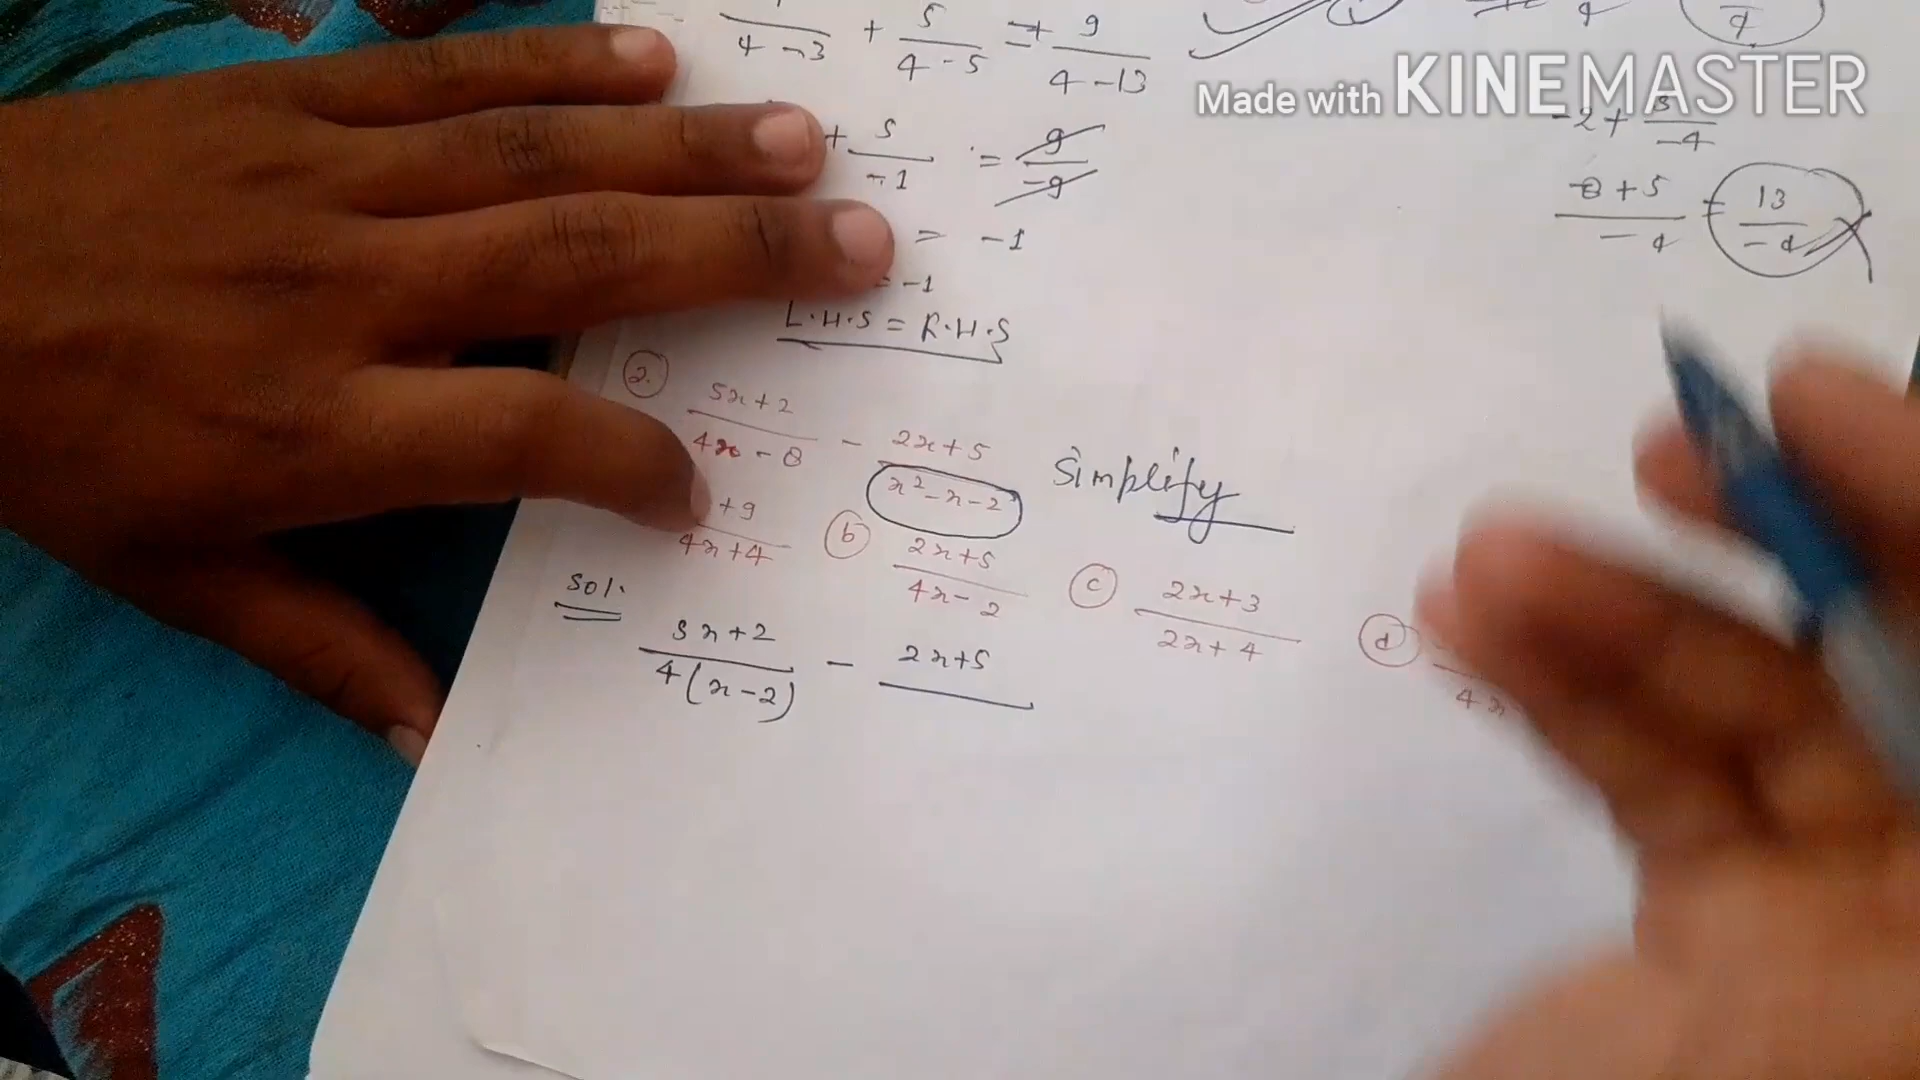 4-3 + 5/4-5 =+ 9/4-13
Made with KINEMASTER
+ 5/-1 = 9/-9
-2+
-8+5/-4 = 13/-4
= -1
= -1
L.H.S = R.H.S
2. 5x+2/4x-8 - 2x+5/x²-x-2 Simplify
+9/4x+4 b 2x+5/4x-2 c 2x+3/2x+4 d
Sol.
5x+2/4(x-2) - 2x+5